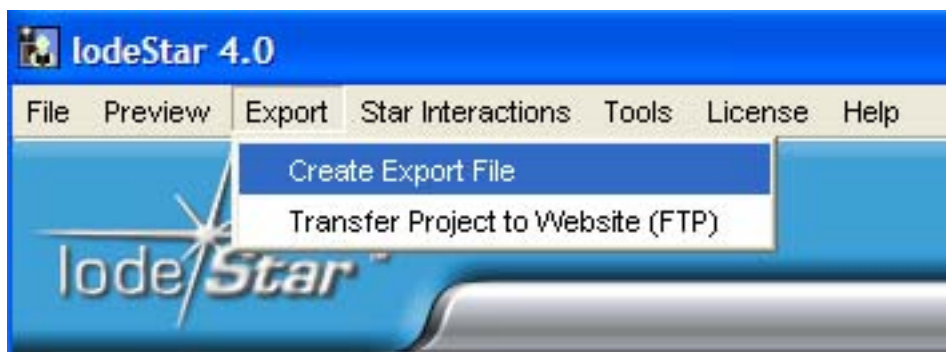 lodeStar 4.0
File Preview Export Star Interactions Tools License Help
Create Export File
Transfer Project to Website (FTP)
lodeStar